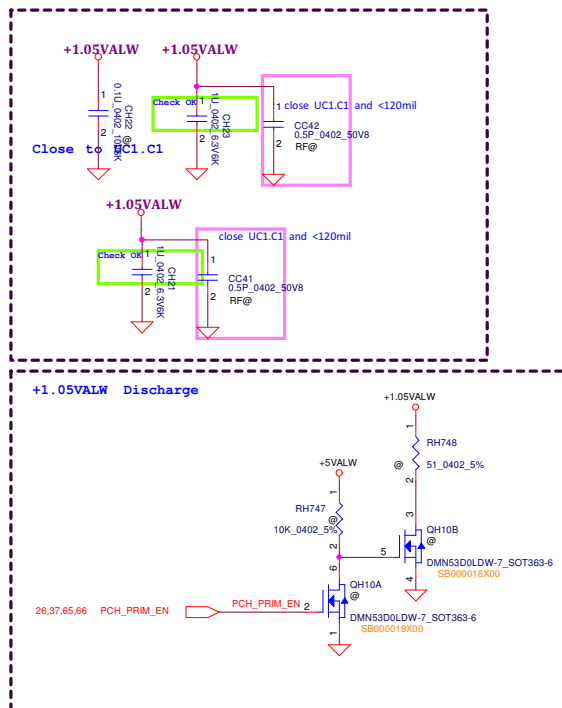 +1.05VALW
+1.05VALW
1
2
0.1U_0402_10V6K
CH22
@
Check OK
1
2
1U_0402_6.3V6K
CH23
1
close UC1.C1 and <120mil
CC42
0.5P_0402_50V8
2
RF@
Close to UC1.C1
+1.05VALW
close UC1.C1 and <120mil
Check OK
1
2
1U_0402_6.3V6K
CH21
1
CC41
0.5P_0402_50V8
2
RF@
+1.05VALW Discharge
+1.05VALW
1
RH748
@
51_0402_5%
2
+5VALW
1
RH747
@
10K_0402_5%
2
3
QH10B
@
5
DMN53D0LDW-7_SOT363-6
SB000018X00
4
6
QH10A
@
26,37,65,66 PCH_PRIM_EN
PCH_PRIM_EN
2
DMN53D0LDW-7_SOT363-6
SB000018X00
1